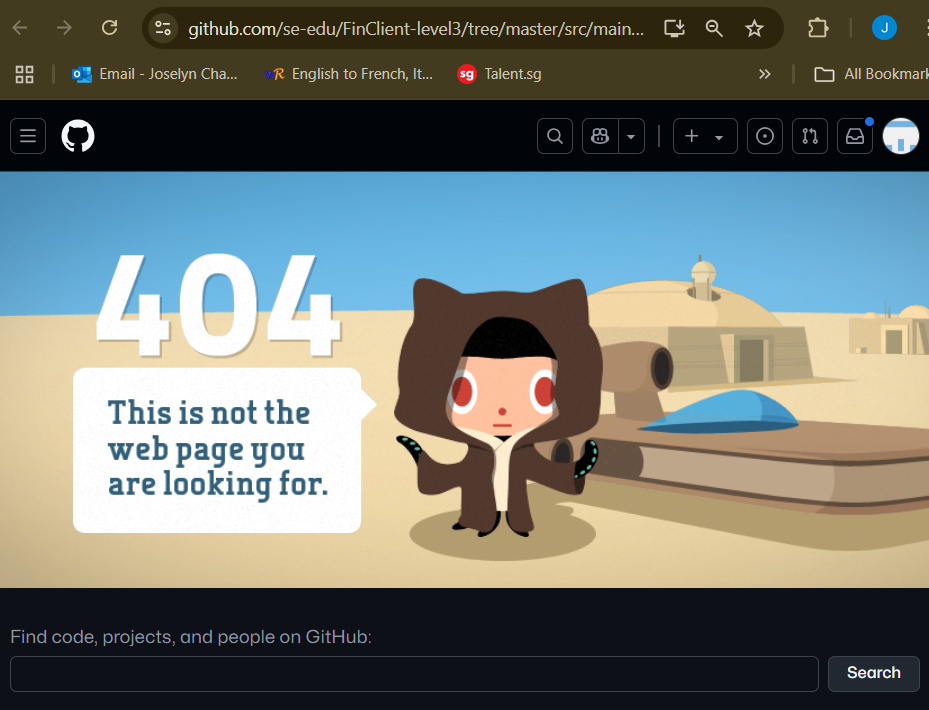 github.com/se-edu/FinClient-level3/tree/master/src/main...
J
Email - Joselyn Cha...
R
English to French, It...
sg
Talent.sg
All Bookmark
404
This is not the
web page you
are looking for.
Find code, projects, and people on GitHub:
Search